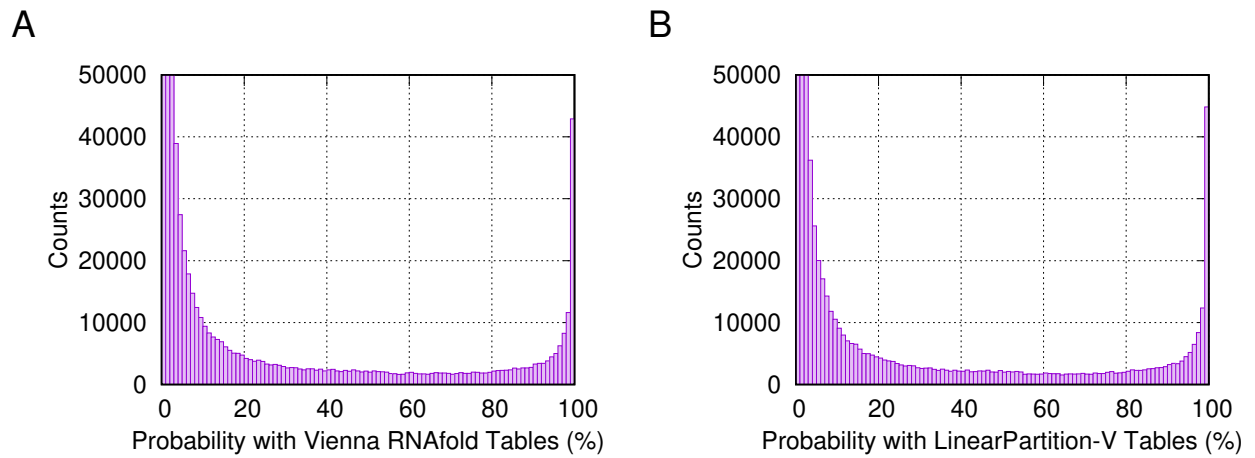 A
50000
40000
30000
20000
10000
0
Counts
0 20 40 60 80 100
Probability with Vienna RNAfold Tables (%)
B
50000
40000
30000
20000
10000
0
Counts
0 20 40 60 80 100
Probability with LinearPartition-V Tables (%)